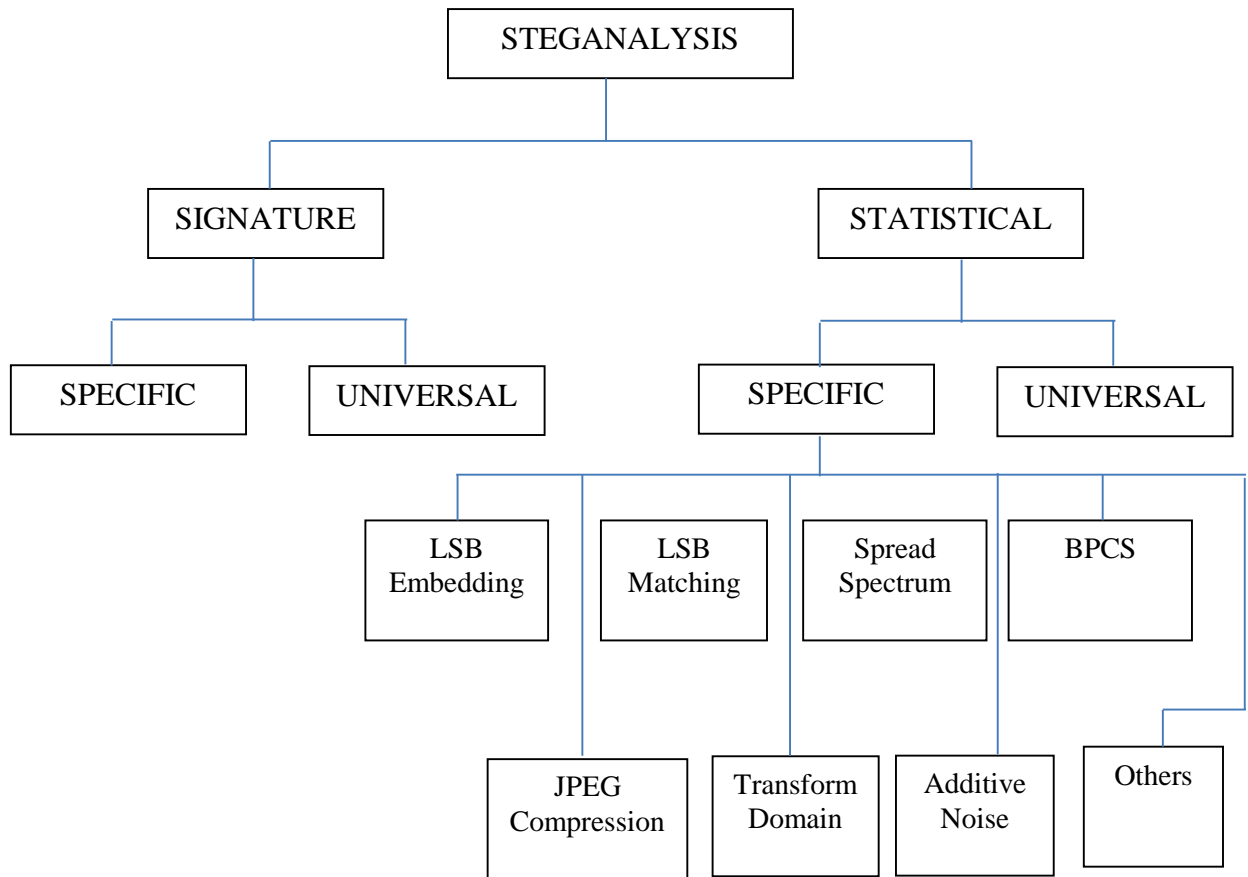 STEGANALYSIS
SIGNATURE
STATISTICAL
SPECIFIC
UNIVERSAL
SPECIFIC
UNIVERSAL
LSB
Embedding
LSB
Matching
Spread
Spectrum
BPCS
JPEG
Compression
Transform
Domain
Additive
Noise
Others